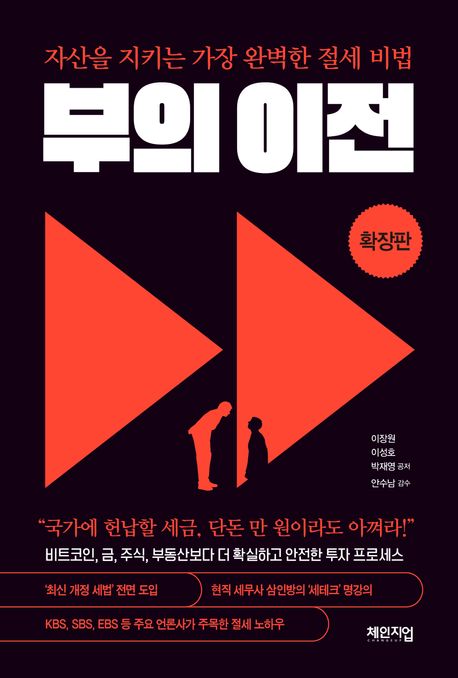 자산을 지키는 가장 완벽한 절세 비법
부의 이전
확장판
이장원
이성호
박재영 공저
안수남 감수
“국가에 헌납할 세금, 단돈 만 원이라도 아껴라!”
비트코인, 금, 주식, 부동산보다 더 확실하고 안전한 투자 프로세스
‘최신 개정 세법’ 전면 도입
현직 세무사 삼인방의 ‘세테크’ 명강의
KBS, SBS, EBS 등 주요 언론사가 주목한 절세 노하우
체인지업
CHANGEUP